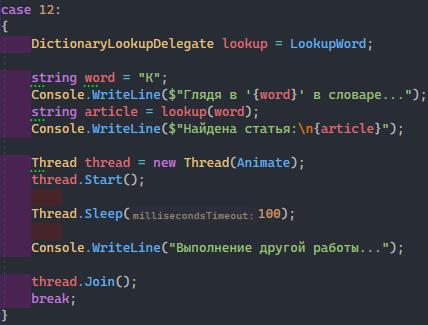 case 12:
{
DictionaryLookupDelegate lookup = LookupWord;
string word = "К";
Console.WriteLine($"Глядя в '{word}' в словаре...");
string article = lookup(word);
Console.WriteLine($"Найдена статья:\n{article}");
Thread thread = new Thread(Animate);
thread.Start();
Thread.Sleep(millisecondsTimeout: 100);
Console.WriteLine("Выполнение другой работы...");
thread.Join();
break;
}